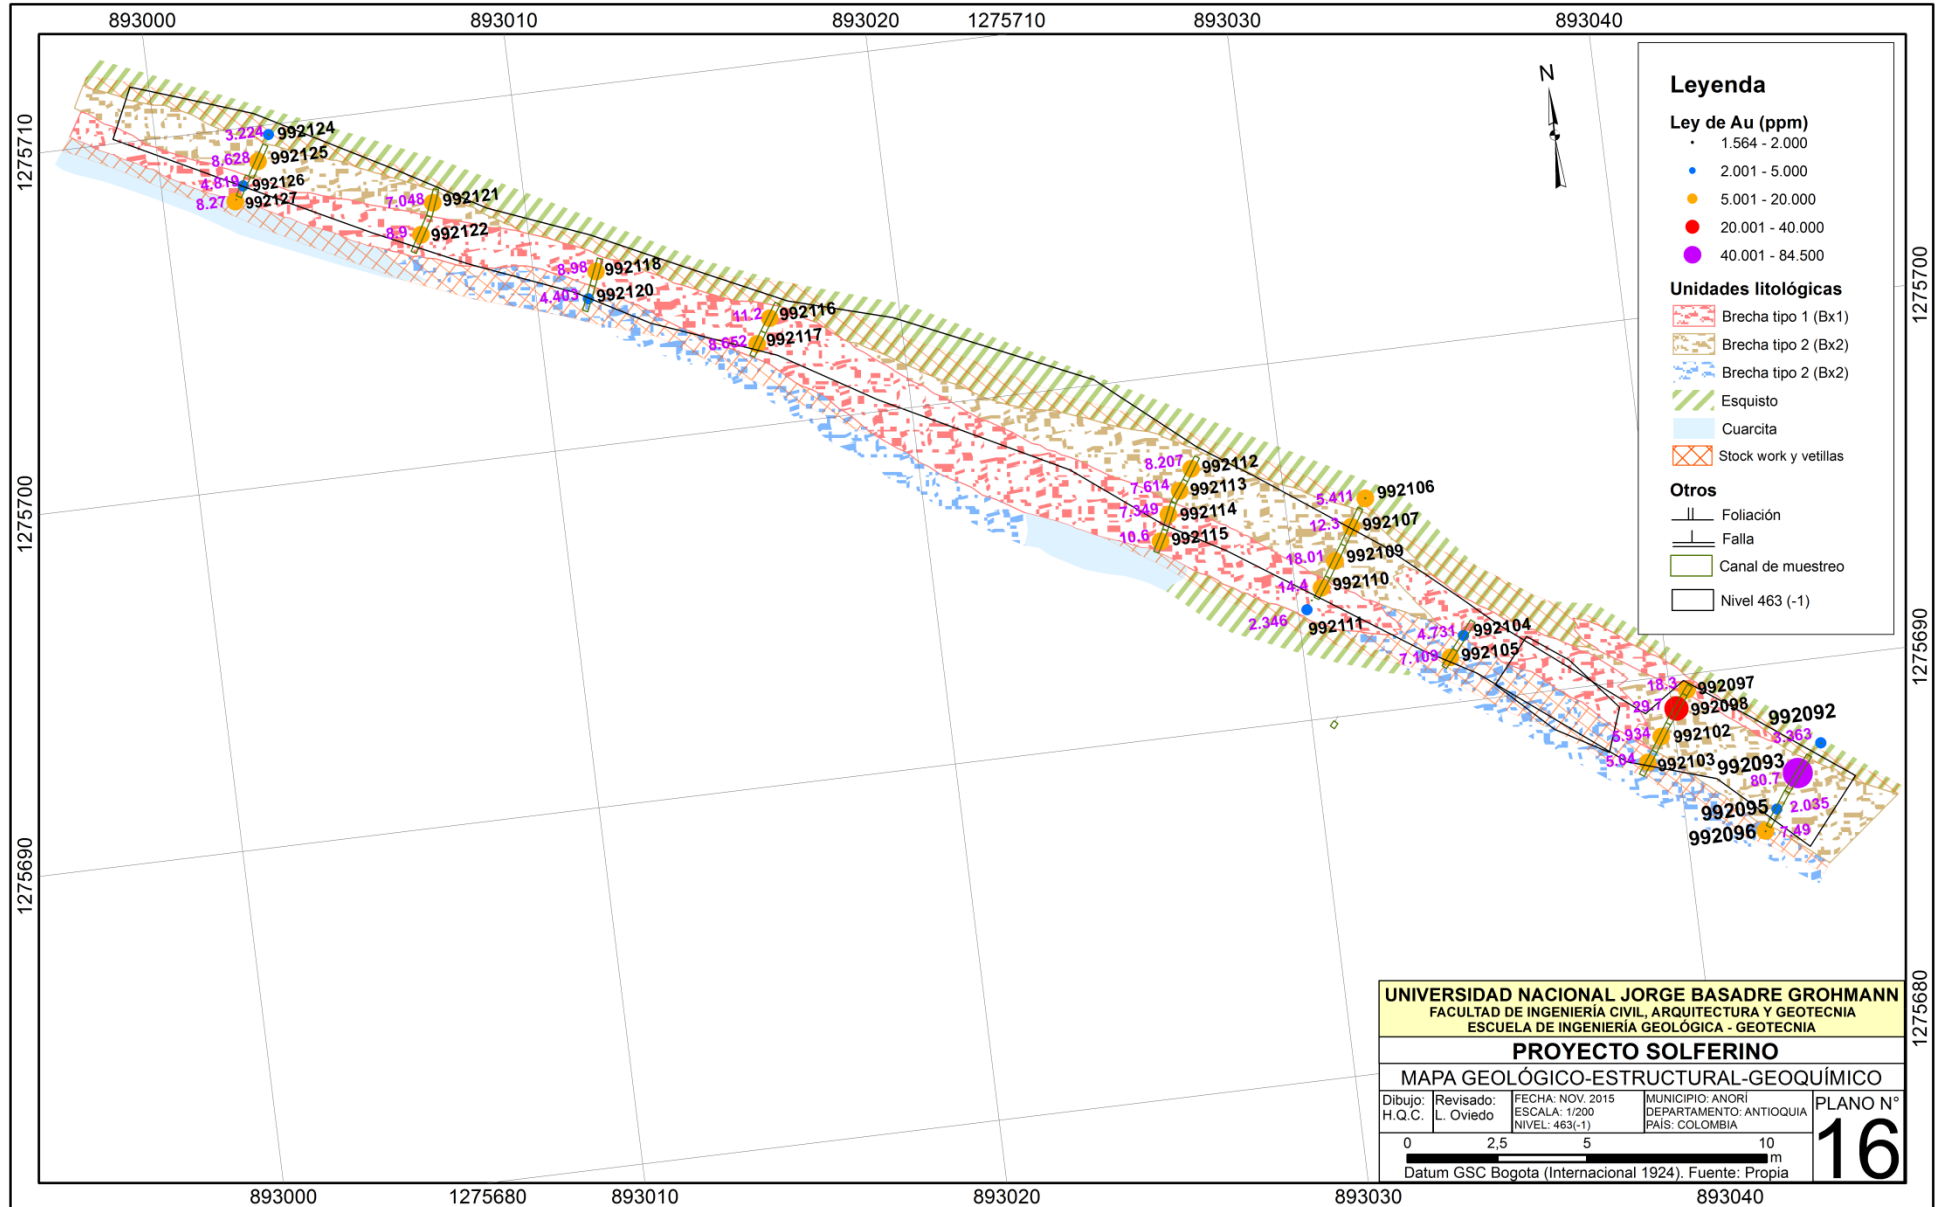 893000
893010
893020
1275710
893030
893040
1275710
1275700
1275690
1275700
1275690
1275680
N
Leyenda
Ley de Au (ppm)
1.564 - 2.000
2.001 - 5.000
5.001 - 20.000
20.001 - 40.000
40.001 - 84.500
Unidades litológicas
Brecha tipo 1 (Bx1)
Brecha tipo 2 (Bx2)
Brecha tipo 2 (Bx2)
Esquisto
Cuarcita
Stock work y vetillas
Otros
Foliación
Falla
Canal de muestreo
Nivel 463 (-1)
3.224 992124
8.628 992125
4.819 992126
8.27 992127
7.048 992121
8.9 992122
8.98 992118
4.403 992120
11.2 992116
8.652 992117
8.207 992112
7.614 992113
7.349 992114
10.6 992115
5.411 992106
12.3 992107
18.01 992109
14.4 992110
2.346 992111
4.731 992104
7.109 992105
18.3 992097
29.7 992098
992102
5.04 992103
992092
3.363
992093
80.7
992095 2.035
992096 7.49
UNIVERSIDAD NACIONAL JORGE BASADRE GROHMANN
FACULTAD DE INGENIERÍA CIVIL, ARQUITECTURA Y GEOTECNIA
ESCUELA DE INGENIERÍA GEOLÓGICA - GEOTECNIA
PROYECTO SOLFERINO
MAPA GEOLÓGICO-ESTRUCTURAL-GEOQUÍMICO
Dibujo:
H.Q.C.
Revisado:
L. Oviedo
FECHA: NOV. 2015
ESCALA: 1/200
NIVEL: 463(-1)
MUNICIPIO: ANORÍ
DEPARTAMENTO: ANTIOQUIA
PAÍS: COLOMBIA
PLANO N°
16
0 2,5 5 10
m
Datum GSC Bogota (Internacional 1924). Fuente: Propia
893000
1275680
893010
893020
893030
893040